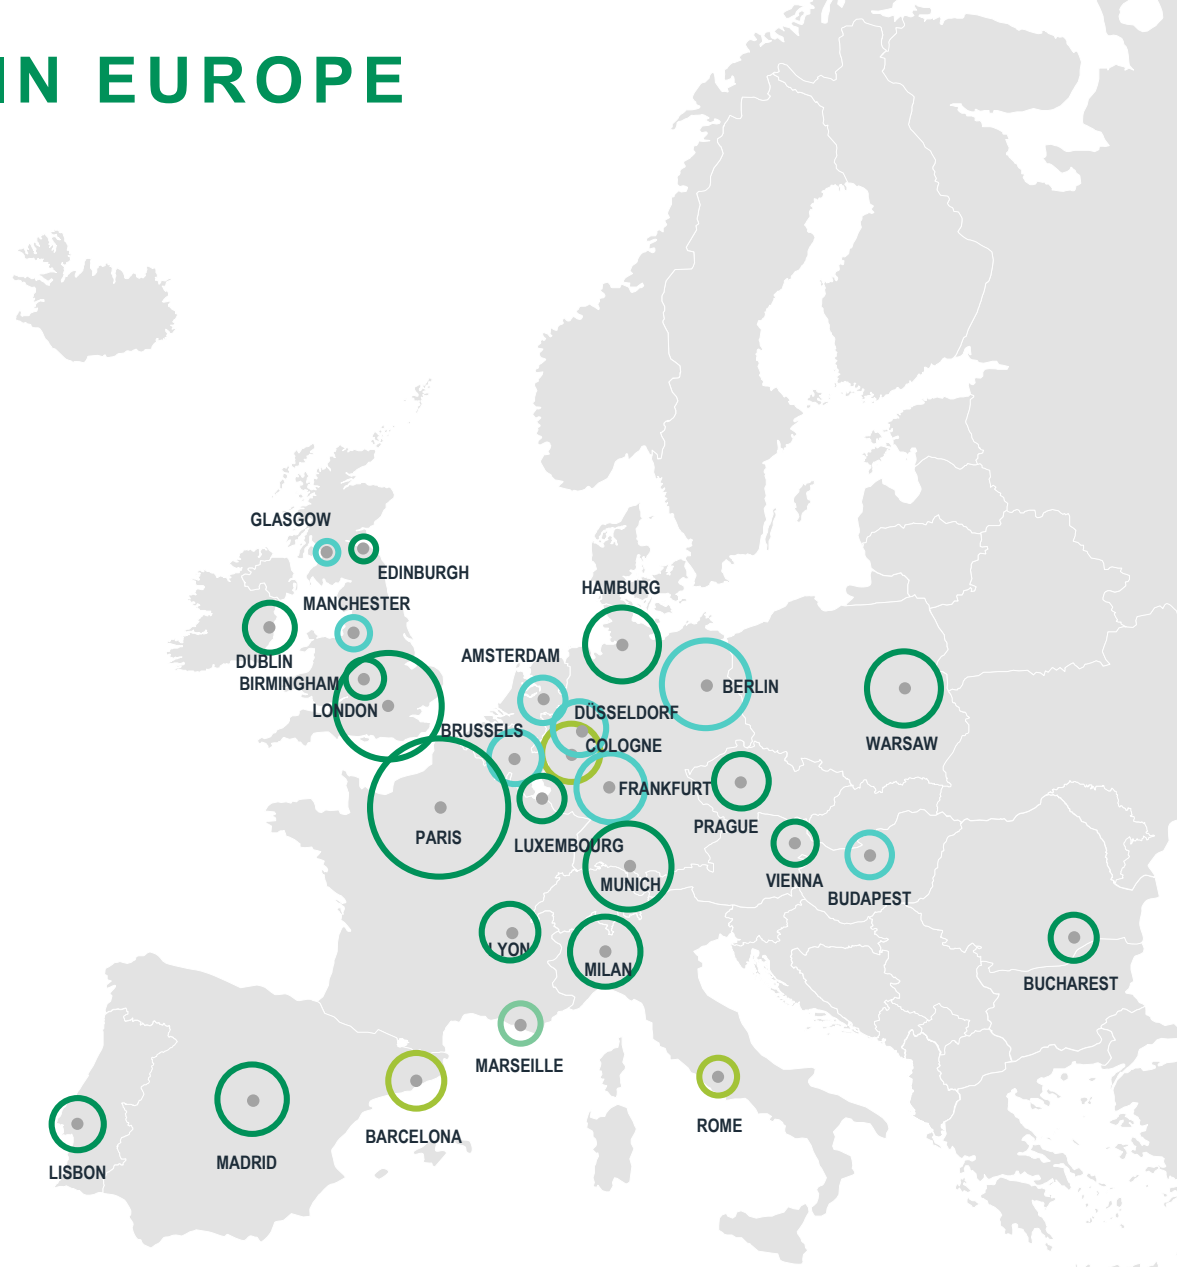 IN EUROPE
GLASGOW
EDINBURGH
HAMBURG
MANCHESTER
AMSTERDAM
DUBLIN
BIRMINGHAM
BERLIN
LONDON
DÜSSELDORF
BRUSSELS
COLOGNE
WARSAW
FRANKFURT
PRAGUE
PARIS
LUXEMBOURG
VIENNA
MUNICH
BUDAPEST
LYON
MILAN
BUCHAREST
MARSEILLE
ROME
BARCELONA
MADRID
LISBON